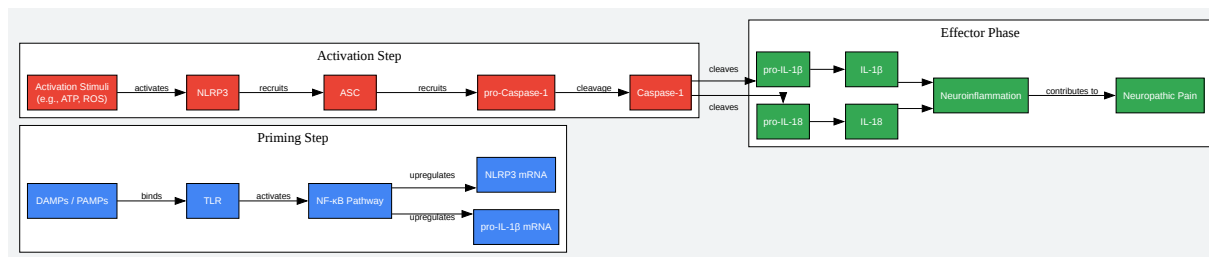 Activation Step
Activation Stimuli
(e.g., ATP, ROS)
activates
NLRP3
recruits
ASC
recruits
pro-Caspase-1
cleavage
Caspase-1
cleaves
cleaves
Effector Phase
pro-IL-1β
IL-1β
pro-IL-18
IL-18
Neuroinflammation
contributes to
Neuropathic Pain
Priming Step
DAMPs / PAMPs
binds
TLR
activates
NF-κB Pathway
upregulates
NLRP3 mRNA
upregulates
pro-IL-1β mRNA